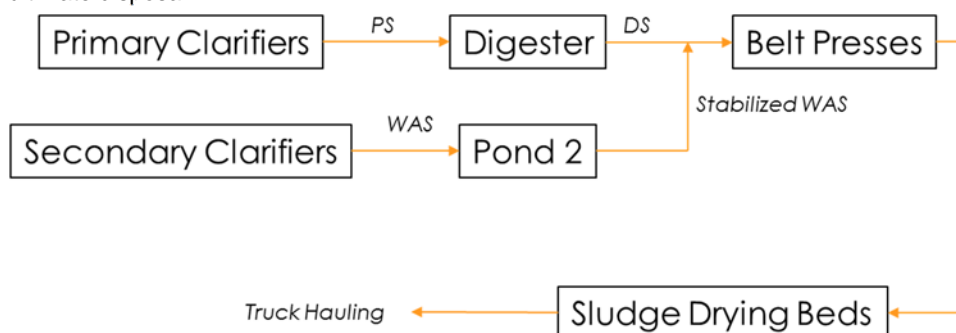 PS
DS
Primary Clarifiers
Digester
Belt Presses
Stabilized WAS
WAS
Secondary Clarifiers
Pond 2
Truck Hauling
Sludge Drying Beds